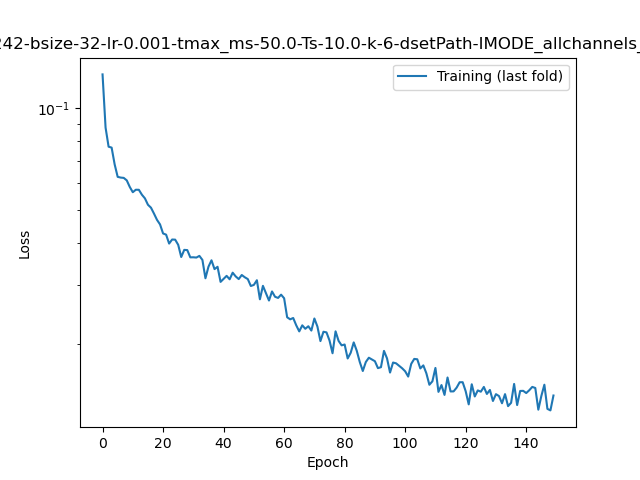 242-bsize-32-lr-0.001-tmax_ms-50.0-Ts-10.0-k-6-dsetPath-IMODE_allchannels_
Training (last fold)
10⁻¹
Loss
0 20 40 60 80 100 120 140
Epoch